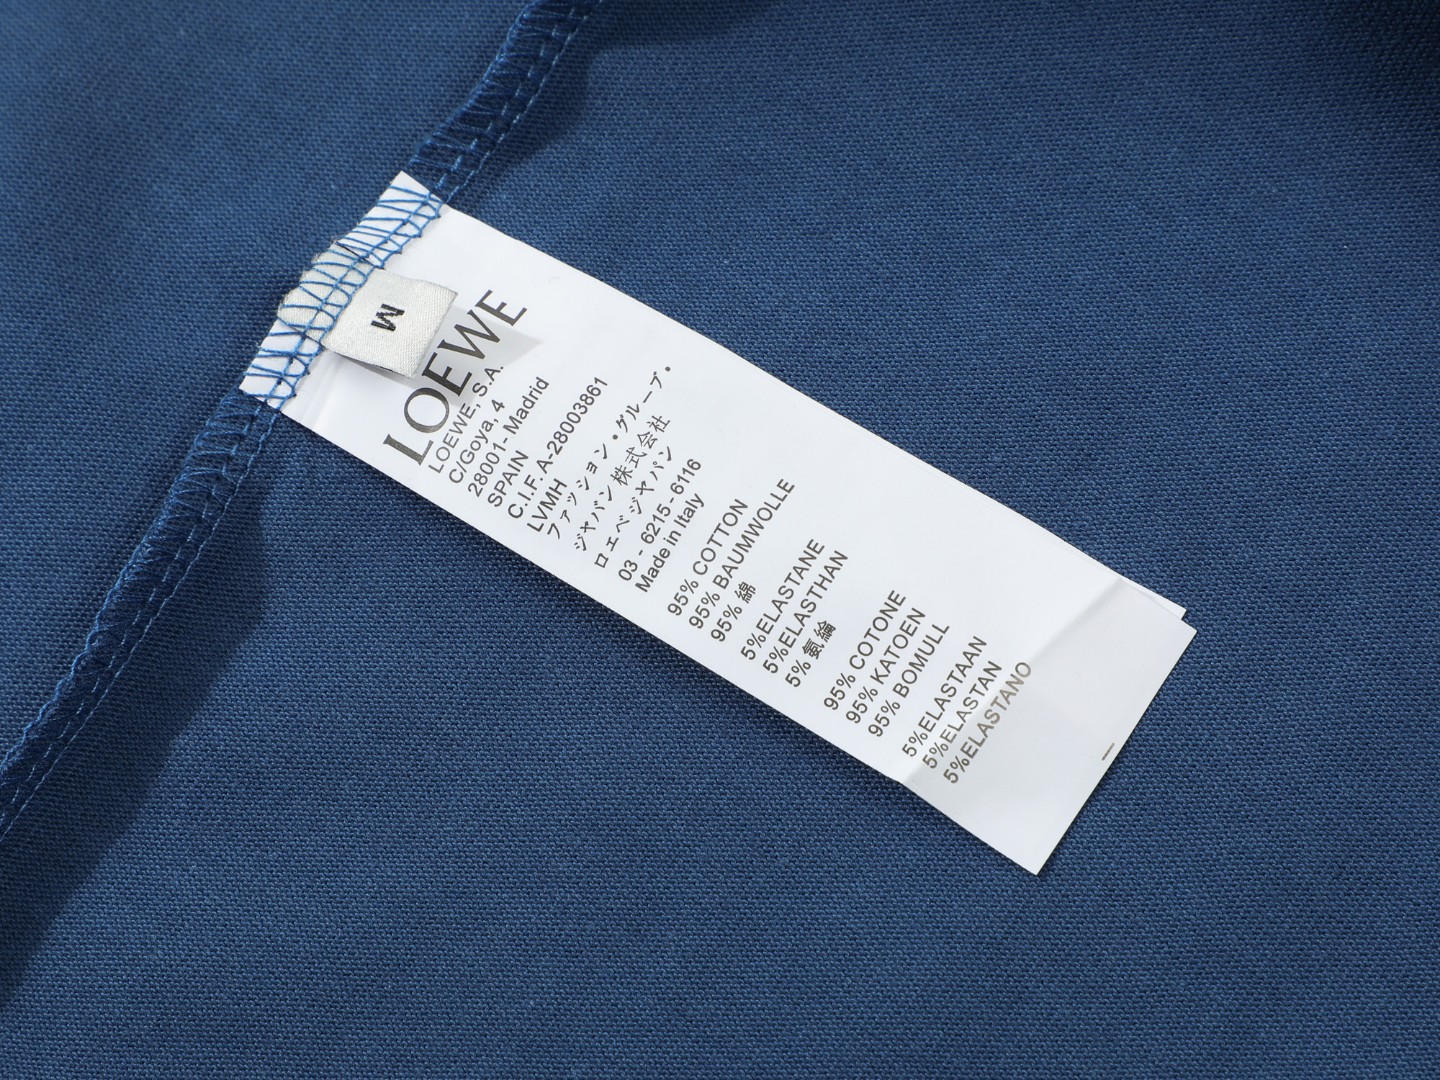 M
LOEWE
LOEWE, S.A.
C/Goya, 4
28001- Madrid
SPAIN
C.I.F. A-28003861
LVMH
ファッション・グループ・
ジャパン 株式会社
ロエベ・ジャパン
03 - 6215 - 6116
Made in Italy
95% COTTON
95% BAUMWOLLE
95% 綿
5%ELASTANE
5%ELASTHAN
5% 氨綸
95% COTONE
95% KATOEN
95% BOMULL
5%ELASTAAN
5%ELASTAN
5%ELASTANO